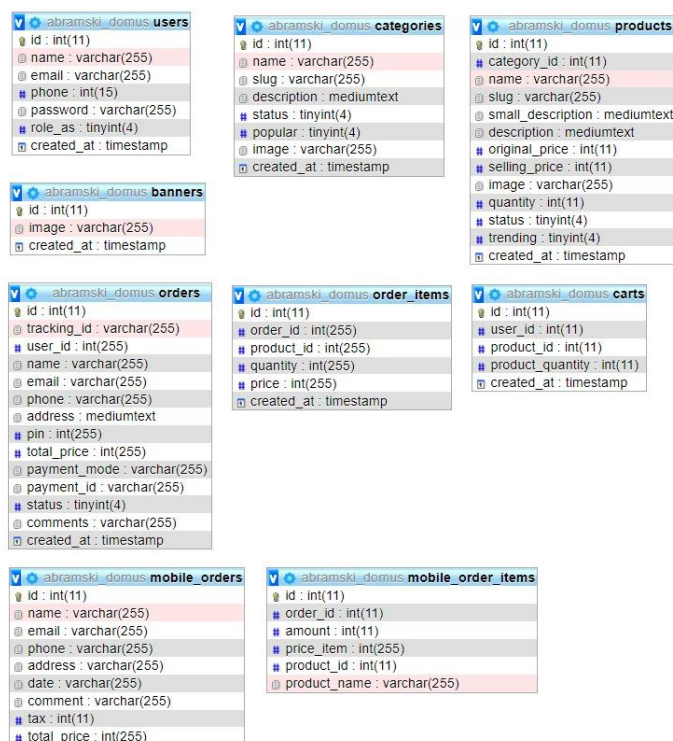 abramski_domus users
id : int(11)
name : varchar(255)
email : varchar(255)
phone : int(15)
password : varchar(255)
role_as : tinyint(4)
created_at : timestamp
abramski_domus categories
id : int(11)
name : varchar(255)
slug : varchar(255)
description : mediumtext
status : tinyint(4)
popular : tinyint(4)
image : varchar(255)
created_at : timestamp
abramski_domus products
id : int(11)
category_id : int(11)
name : varchar(255)
slug : varchar(255)
small_description : mediumtext
description : mediumtext
original_price : int(11)
selling_price : int(11)
image : varchar(255)
quantity : int(11)
status : tinyint(4)
trending : tinyint(4)
created_at : timestamp
abramski_domus banners
id : int(11)
image : varchar(255)
created_at : timestamp
abramski_domus orders
id : int(11)
tracking_id : varchar(255)
user_id : int(255)
name : varchar(255)
email : varchar(255)
phone : varchar(255)
address : mediumtext
pin : int(255)
total_price : int(255)
payment_mode : varchar(255)
payment_id : varchar(255)
status : tinyint(4)
comments : varchar(255)
created_at : timestamp
abramski_domus order_items
id : int(11)
order_id : int(255)
product_id : int(255)
quantity : int(255)
price : int(255)
created_at : timestamp
abramski_domus carts
id : int(11)
user_id : int(11)
product_id : int(11)
product_quantity : int(11)
created_at : timestamp
abramski_domus mobile_orders
id : int(11)
name : varchar(255)
email : varchar(255)
phone : varchar(255)
address : varchar(255)
date : varchar(255)
comment : varchar(255)
tax : int(11)
total_price : int(255)
abramski_domus mobile_order_items
id : int(11)
order_id : int(11)
amount : int(11)
price_item : int(255)
product_id : int(11)
product_name : varchar(255)